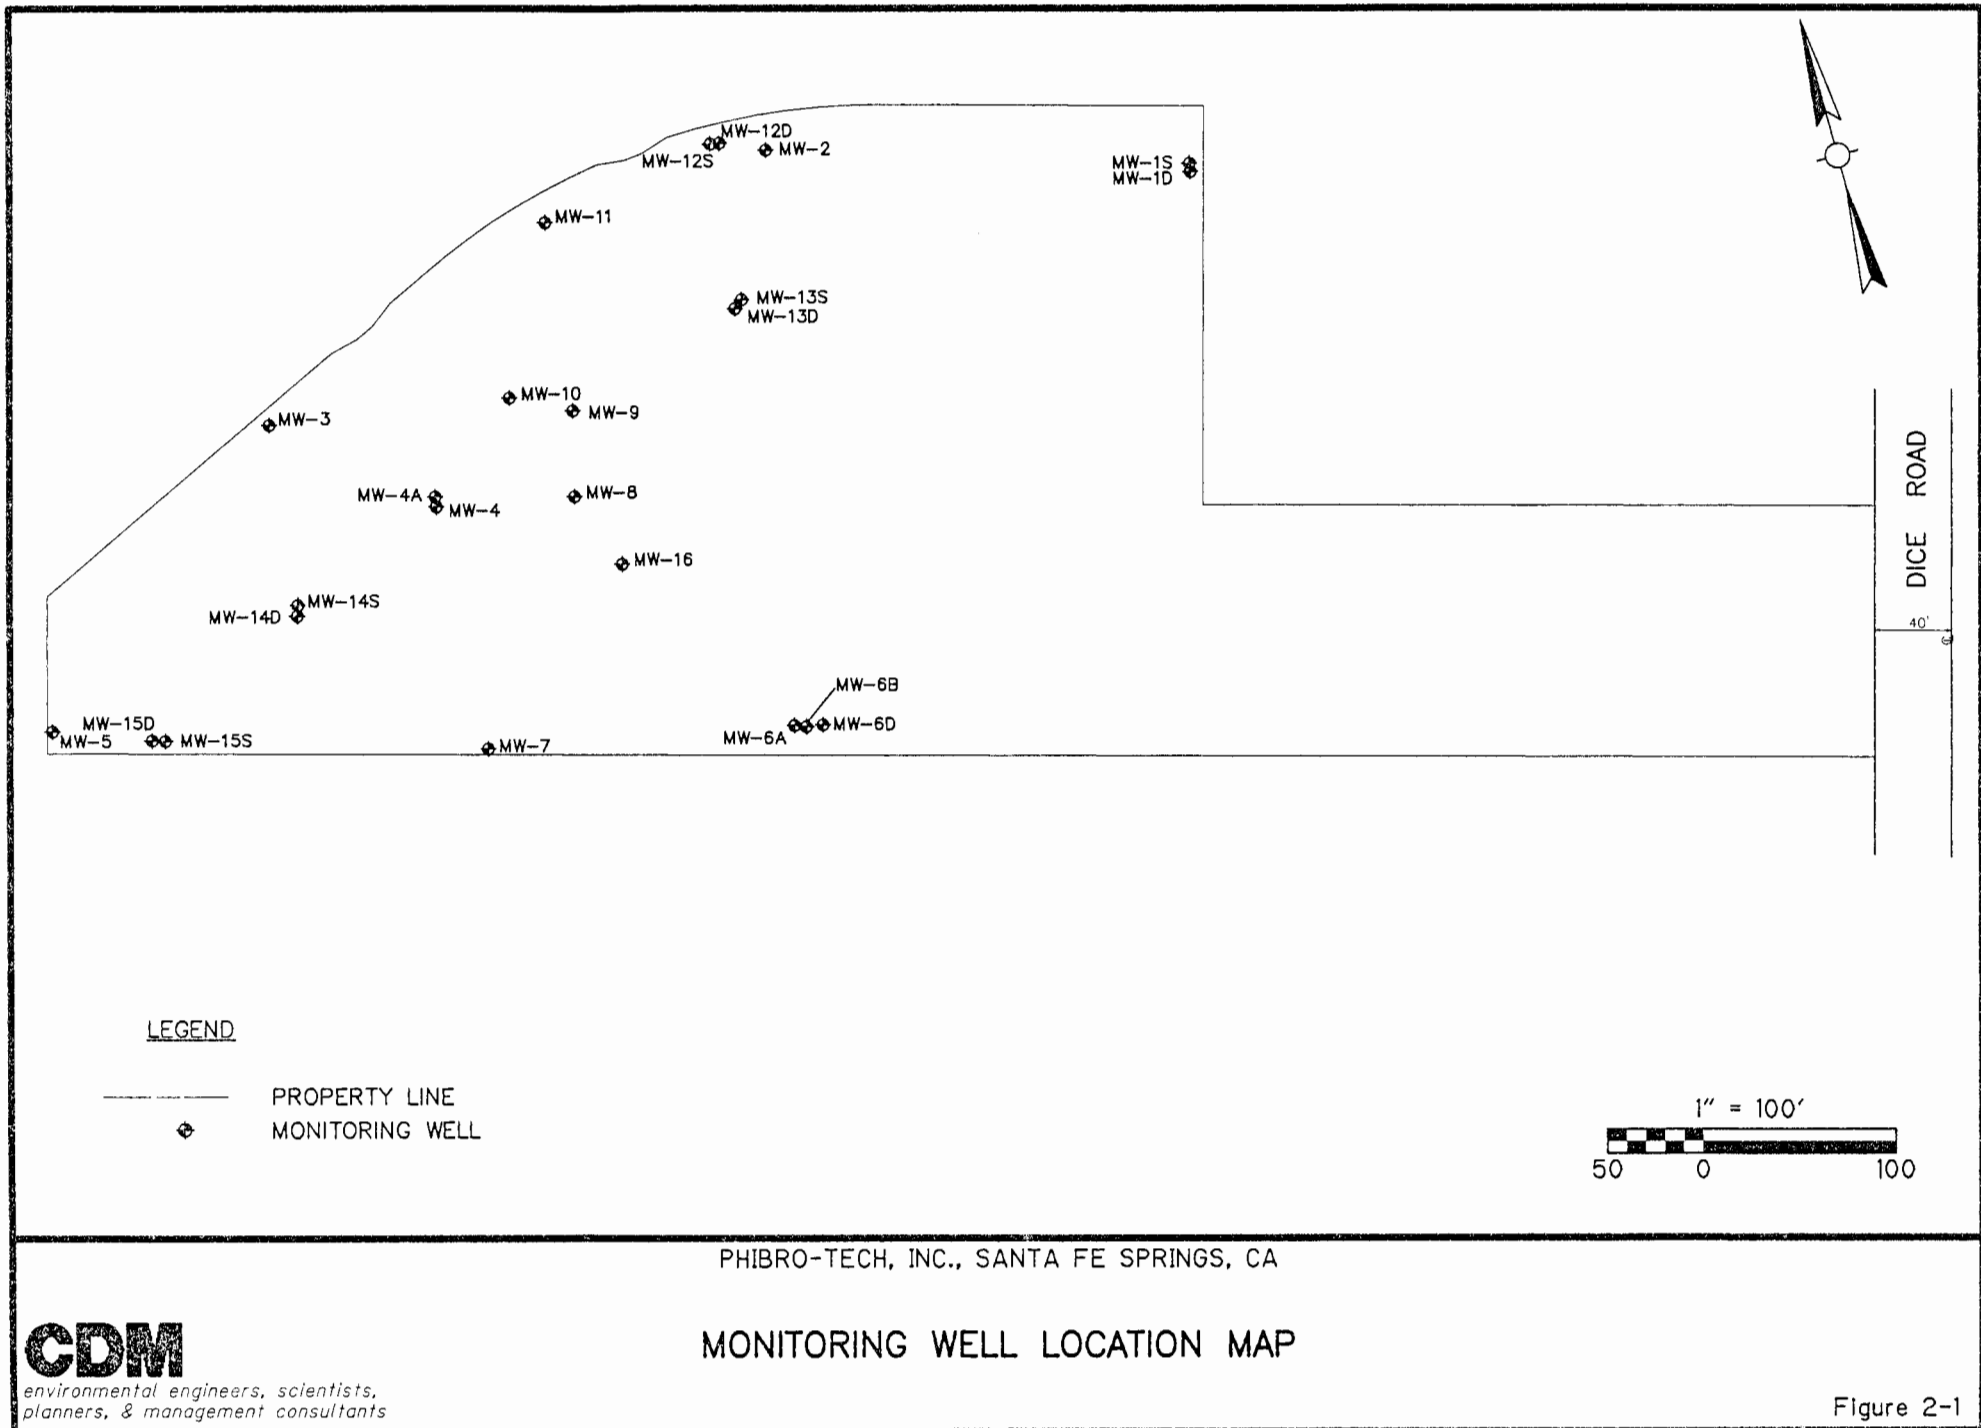 MW-12D
MW-12S
MW-2
MW-1S
MW-1D
MW-11
MW-13S
MW-13D
MW-10
MW-9
MW-3
MW-4A
MW-4
MW-8
DICE ROAD
MW-16
MW-14S
MW-14D
40'
MW-6B
MW-15D
MW-5
MW-15S
MW-7
MW-6A
MW-6D
LEGEND
PROPERTY LINE
MONITORING WELL
1" = 100'
50 0 100
PHIBRO-TECH, INC., SANTA FE SPRINGS, CA
MONITORING WELL LOCATION MAP
CDM
environmental engineers, scientists,
planners, & management consultants
Figure 2-1